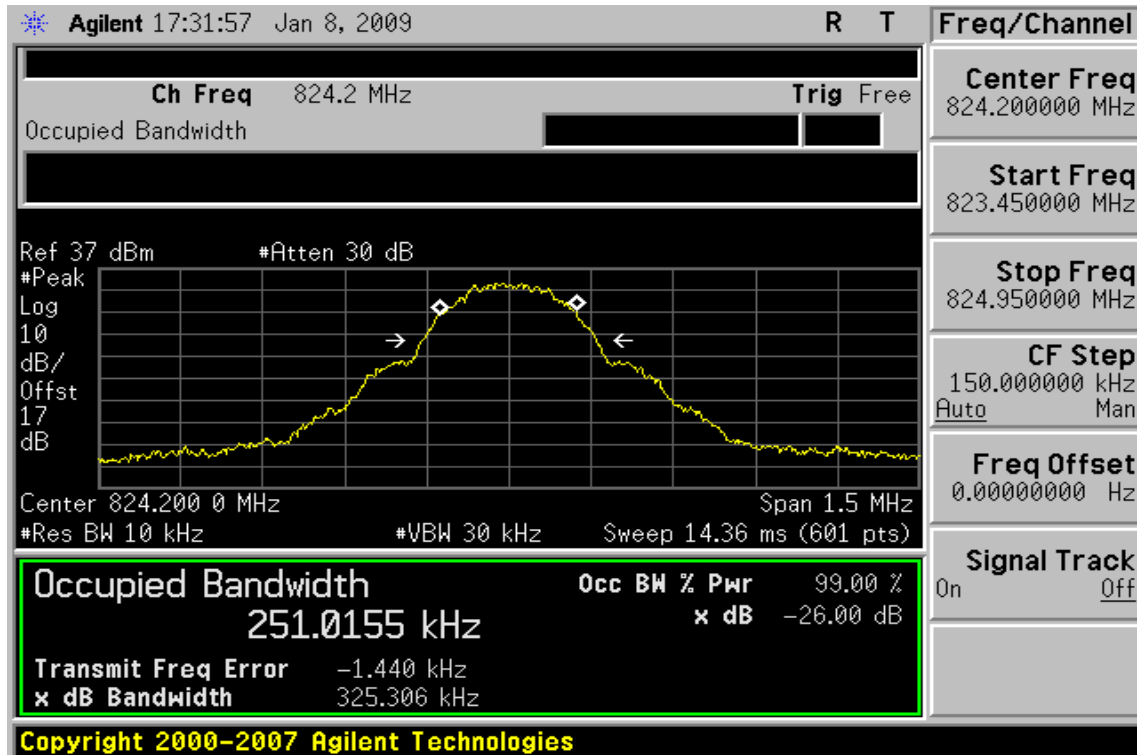 Agilent 17:31:57 Jan 8, 2009 R T
Freq/Channel
Ch Freq 824.2 MHz Trig Free
Occupied Bandwidth
Center Freq
824.200000 MHz
Start Freq
823.450000 MHz
Stop Freq
824.950000 MHz
CF Step
150.000000 kHz
Auto Man
Freq Offset
0.00000000 Hz
Signal Track
On Off
Ref 37 dBm #Atten 30 dB
#Peak
Log
10
dB/
Offst
17
dB
Center 824.200 0 MHz Span 1.5 MHz
#Res BW 10 kHz #VBW 30 kHz Sweep 14.36 ms (601 pts)
Occupied Bandwidth Occ BW % Pwr 99.00 %
251.0155 kHz x dB -26.00 dB
Transmit Freq Error -1.440 kHz
x dB Bandwidth 325.306 kHz
Copyright 2000-2007 Agilent Technologies